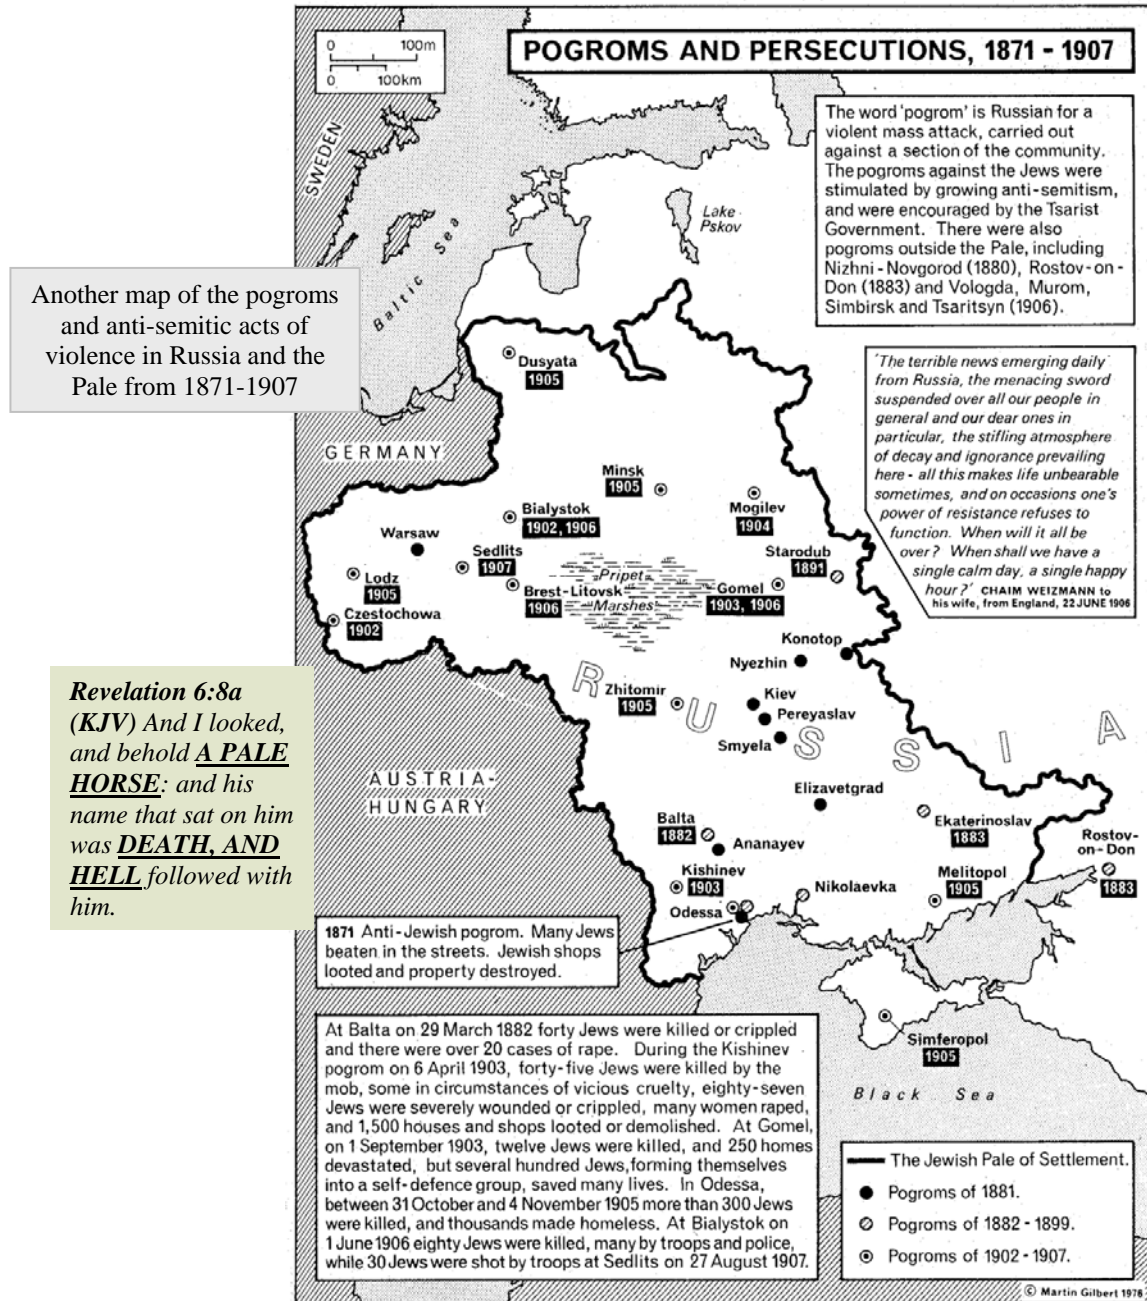 POGROMS AND PERSECUTIONS, 1871 - 1907
0 100m
0 100km
The word 'pogrom' is Russian for a
violent mass attack, carried out
against a section of the community.
The pogroms against the Jews were
stimulated by growing anti-semitism,
and were encouraged by the Tsarist
Government. There were also
pogroms outside the Pale, including
Nizhni-Novgorod (1880), Rostov-on-
Don (1883) and Vologda, Murom,
Simbirsk and Tsaritsyn (1906).
SWEDEN
Baltic Sea
Lake
Pskov
Another map of the pogroms
and anti-semitic acts of
violence in Russia and the
Pale from 1871-1907
'The terrible news emerging daily
from Russia, the menacing sword
suspended over all our people in
general and our dear ones in
particular, the stifling atmosphere
of decay and ignorance prevailing
here - all this makes life unbearable
sometimes, and on occasions one's
power of resistance refuses to
function. When will it all be
over? When shall we have a
single calm day, a single happy
hour?' CHAIM WEIZMANN to
his wife, from England, 22 JUNE 1906
Dusyata
1905
GERMANY
Minsk
1905
Mogilev
1904
Bialystok
1902, 1906
Warsaw
Sedlits
1907
Starodub
1891
Lodz
1905
Brest-Litovsk
1906
Pripet
Marshes
Gomel
1903, 1906
Czestochowa
1902
Konotop
Nyezhin
RUSSIA
Zhitomir
1905
Kiev
Pereyaslav
Smyela
Revelation 6:8a
(KJV) And I looked,
and behold A PALE
HORSE: and his
name that sat on him
was DEATH, AND
HELL followed with
him.
AUSTRIA-
HUNGARY
Elizavetgrad
Balta
1882
Ananayev
Ekaterinoslav
1883
Rostov-
on-Don
1883
Kishinev
1903
Nikolaevka
Melitopol
1905
Odessa
1871 Anti-Jewish pogrom. Many Jews
beaten in the streets. Jewish shops
looted and property destroyed.
Simferopol
1905
Black Sea
At Balta on 29 March 1882 forty Jews were killed or crippled
and there were over 20 cases of rape. During the Kishinev
pogrom on 6 April 1903, forty-five Jews were killed by the
mob, some in circumstances of vicious cruelty, eighty-seven
Jews were severely wounded or crippled, many women raped,
and 1,500 houses and shops looted or demolished. At Gomel,
on 1 September 1903, twelve Jews were killed, and 250 homes
devastated, but several hundred Jews, forming themselves
into a self-defence group, saved many lives. In Odessa,
between 31 October and 4 November 1905 more than 300 Jews
were killed, and thousands made homeless. At Bialystok on
1 June 1906 eighty Jews were killed, many by troops and police,
while 30 Jews were shot by troops at Sedlits on 27 August 1907.
The Jewish Pale of Settlement.
Pogroms of 1881.
Pogroms of 1882 - 1899.
Pogroms of 1902 - 1907.
© Martin Gilbert 1976